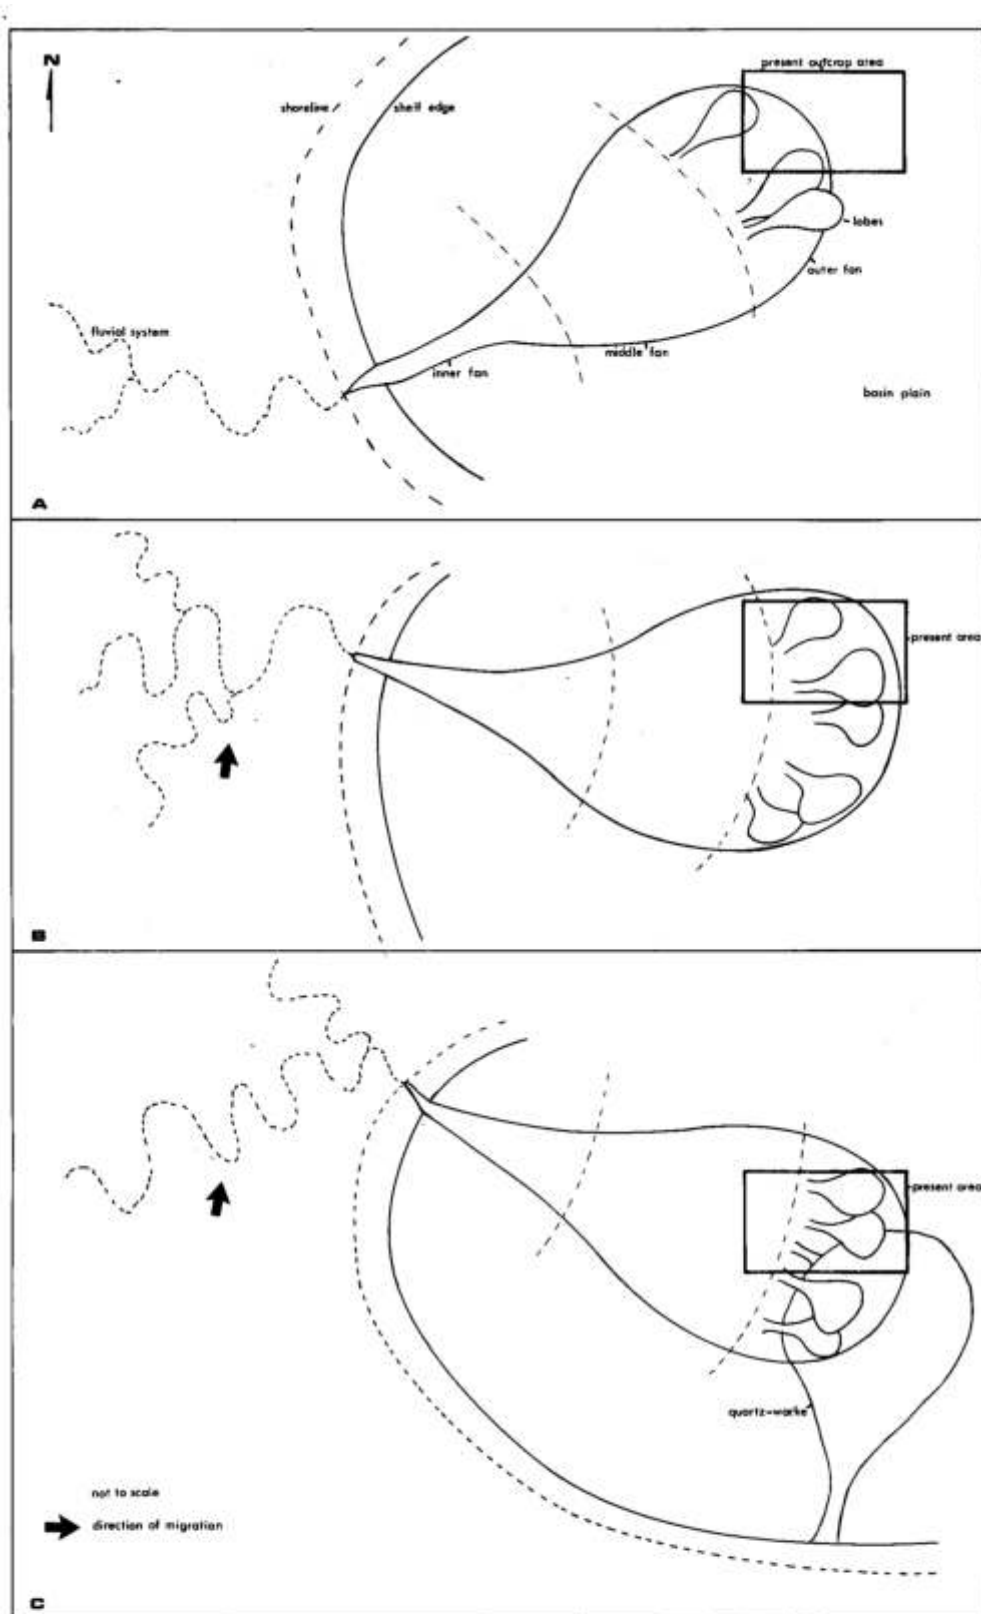 N
present outcrop area
shoreline
shelf edge
lobes
outer fan
fluvial system
middle fan
inner fan
basin plain
A
present area
B
present area
quartz-wacke
not to scale
direction of migration
C